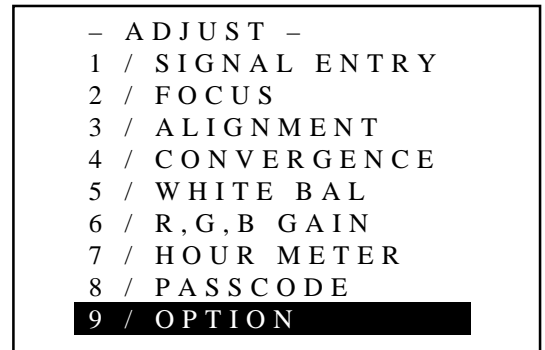 – ADJUST –
1 / SIGNAL ENTRY
2 / FOCUS
3 / ALIGNMENT
4 / CONVERGENCE
5 / WHITE BAL
6 / R,G,B GAIN
7 / HOUR METER
8 / PASSCODE
9 / OPTION